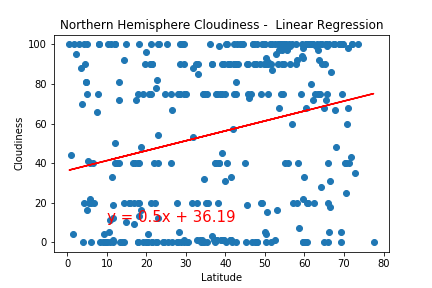 Northern Hemisphere Cloudiness - Linear Regression
Cloudiness
100
80
60
40
20
0
y = 0.5x + 36.19
0 10 20 30 40 50 60 70 80
Latitude